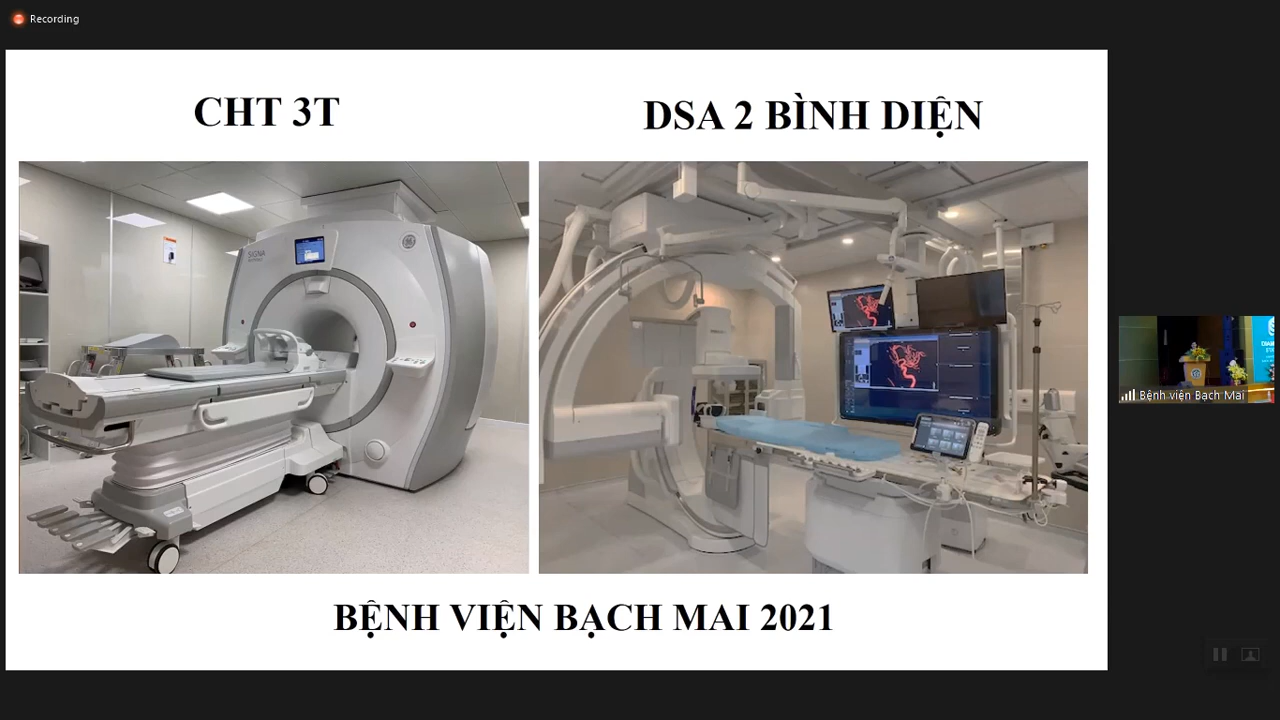 Recording
CHT 3T
DSA 2 BÌNH DIỆN
SIGNA
BỆNH VIỆN BẠCH MAI 2021
Bệnh viện Bạch Mai